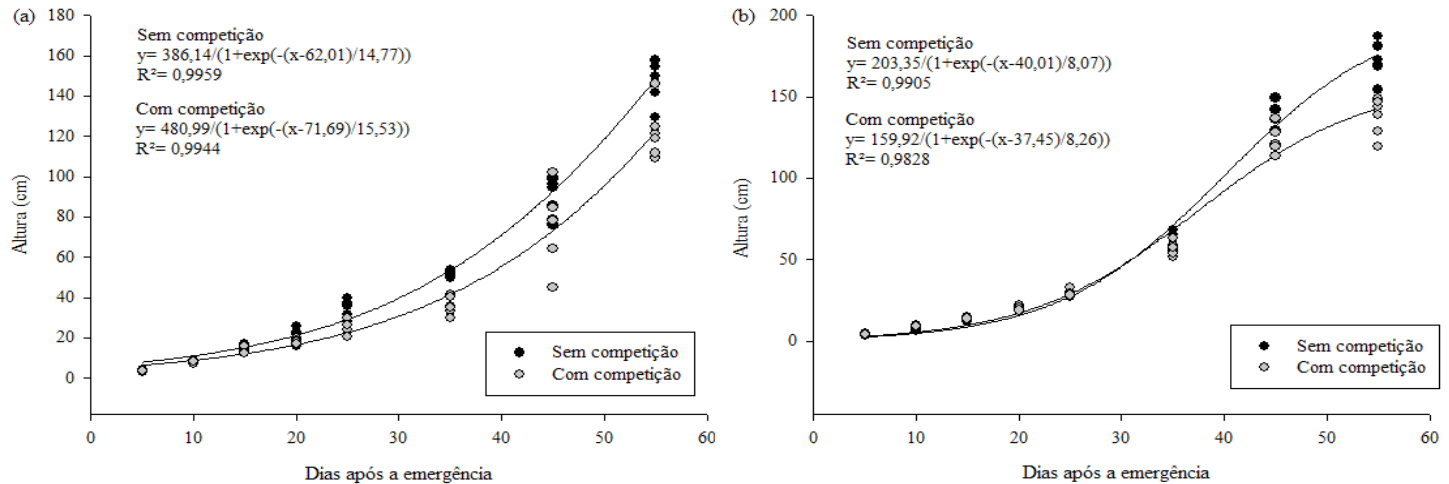 (a)
Sem competição
y= 386,14/(1+exp(-(x-62,01)/14,77))
R²= 0,9959
Com competição
y= 480,99/(1+exp(-(x-71,69)/15,53))
R²= 0,9944
Altura (cm)
180
160
140
120
100
80
60
40
20
0
Sem competição
Com competição
0 10 20 30 40 50 60
Dias após a emergência
(b)
Sem competição
y= 203,35/(1+exp(-(x-40,01)/8,07))
R²= 0,9905
Com competição
y= 159,92/(1+exp(-(x-37,45)/8,26))
R²= 0,9828
Altura (cm)
200
150
100
50
0
Sem competição
Com competição
0 10 20 30 40 50 60
Dias após a emergência